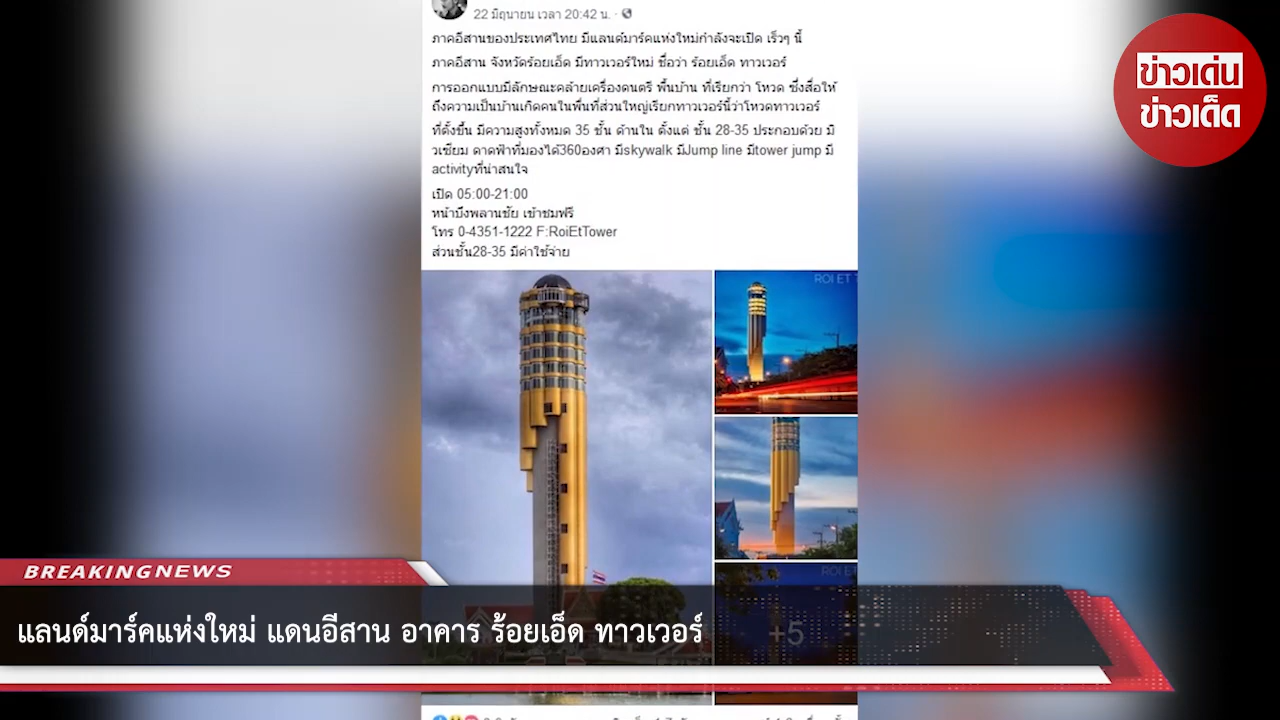 22 มิถุนายน เวลา 20:42 น. ·
ภาคอีสานของประเทศไทย มีแลนด์มาร์คแห่งใหม่กำลังจะเปิด เร็วๆ นี้
ภาคอีสาน จังหวัดร้อยเอ็ด มีทาวเวอร์ใหม่ ชื่อว่า ร้อยเอ็ด ทาวเวอร์
การออกแบบมีลักษณะคล้ายเครื่องดนตรี พื้นบ้าน ที่เรียกว่า โหวด ซึ่งสื่อให้
ถึงความเป็นบ้านเกิดคนในพื้นที่ส่วนใหญ่เรียกทาวเวอร์นี้ว่าโหวดทาวเวอร์
ที่ตั้งขึ้น มีความสูงทั้งหมด 35 ชั้น ด้านใน ตั้งแต่ ชั้น 28-35 ประกอบด้วย มิ
วเซียม ดาดฟ้าที่มองได้360องศา มีskywalk มีJump line มีtower jump มี
activityที่น่าสนใจ
เปิด 05:00-21:00
หน้าบึงพลานชัย เข้าชมฟรี
โทร 0-4351-1222 F:RoiEtTower
ส่วนชั้น28-35 มีค่าใช้จ่าย
ข่าวเด่น
ข่าวเด็ด
ROI ET T
ROI ET
+5
BREAKINGNEWS
แลนด์มาร์คแห่งใหม่ แดนอีสาน อาคาร ร้อยเอ็ด ทาวเวอร์